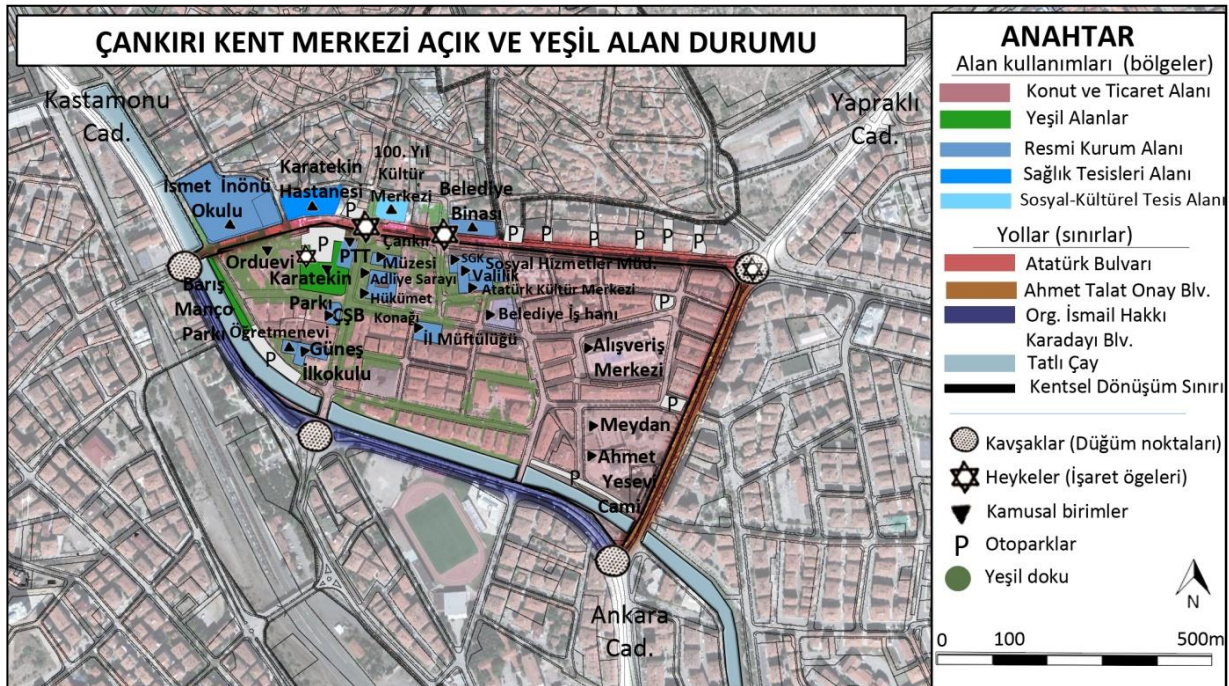 ÇANKIRI KENT MERKEZİ AÇIK VE YEŞİL ALAN DURUMU
Kastamonu
Cad.
Yapraklı
Cad.
İsmet İnönü
Okulu
Karatekin
Hastanesi
100. Yıl
Kültür
Merkezi
Belediye
Binası
P
P
P
P
P
P
P
Orduevi
P
PTT
Çankırı
Müzesi
SGK
Sosyal Hizmetler Müd.
Karatekin
Parkı
Adliye Sarayı
Valilik
Atatürk Kültür Merkezi
Barış
Manço
Parkı
Hükümet
Konağı
P
ÇŞB
Belediye İş hanı
Öğretmenevi
İl Müftülüğü
Güneş
İlkokulu
P
Alışveriş
Merkezi
P
Meydan
Ahmet
Yesevi
Cami
P
Ankara
Cad.
ANAHTAR
Alan kullanımları (bölgeler)
Konut ve Ticaret Alanı
Yeşil Alanlar
Resmi Kurum Alanı
Sağlık Tesisleri Alanı
Sosyal-Kültürel Tesis Alanı
Yollar (sınırlar)
Atatürk Bulvarı
Ahmet Talat Onay Blv.
Org. İsmail Hakkı
Karadayı Blv.
Tatlı Çay
Kentsel Dönüşüm Sınırı
Kavşaklar (Düğüm noktaları)
Heykeler (İşaret ögeleri)
Kamusal birimler
P Otoparklar
Yeşil doku
N
0 100 500m